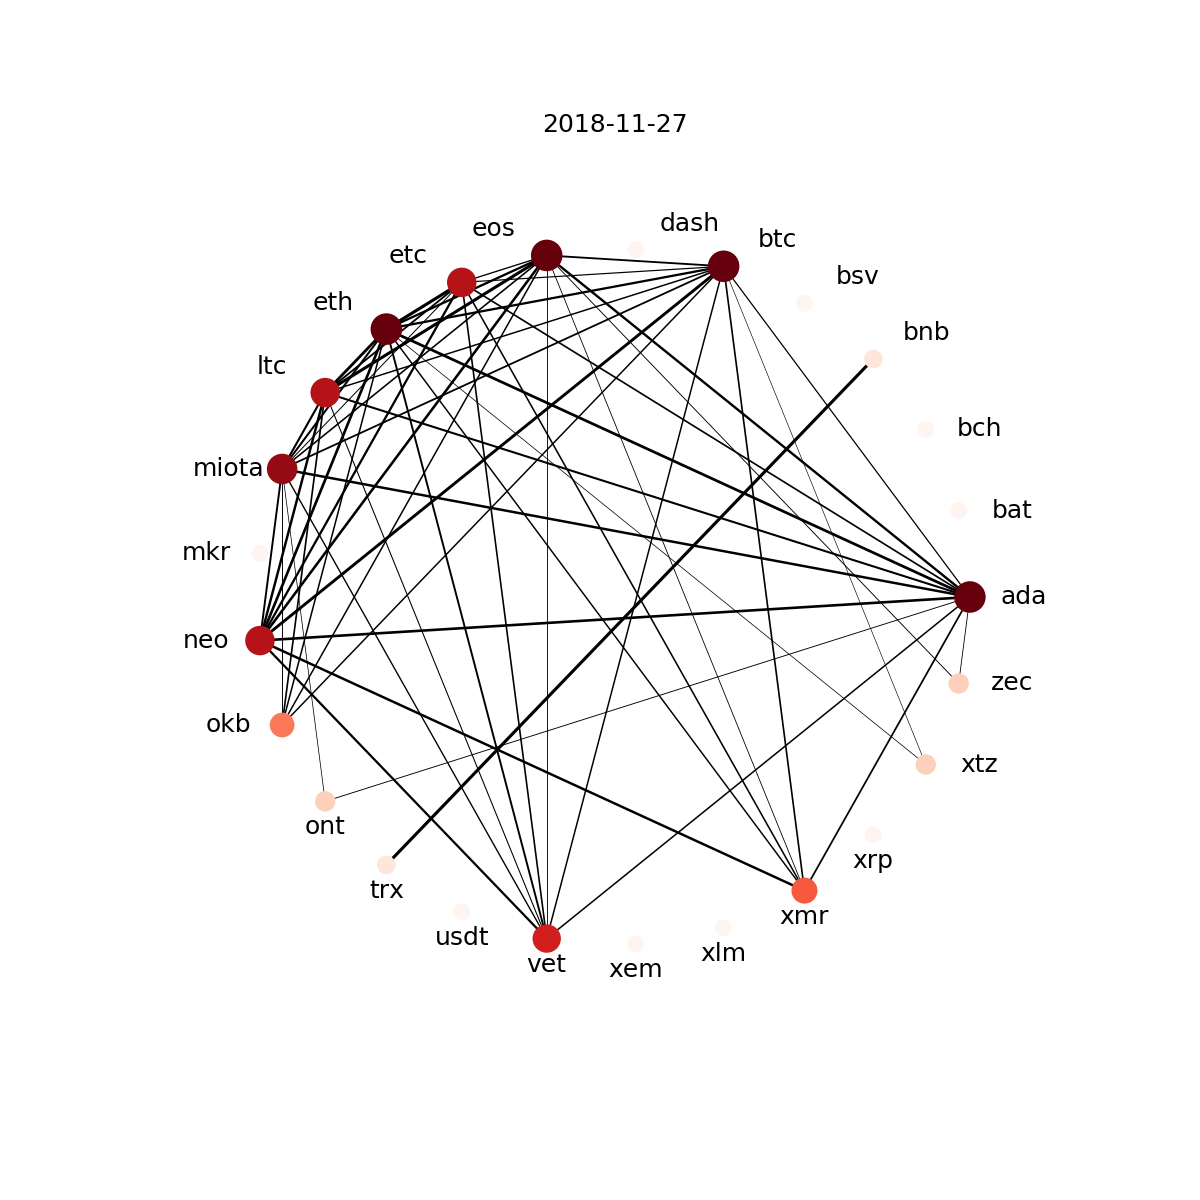 2018-11-27
dash
eos
btc
etc
bsv
eth
bnb
ltc
bch
miota
bat
mkr
ada
neo
zec
okb
xtz
ont
xrp
trx
xmr
usdt
xlm
vet
xem